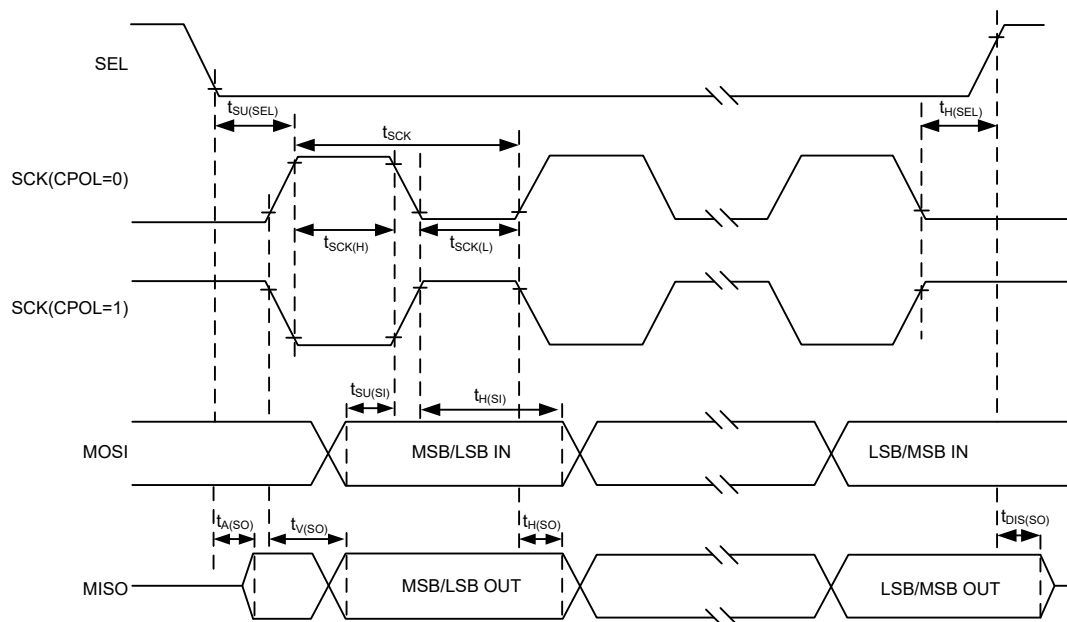 SEL
tSU(SEL)
tH(SEL)
tSCK
SCK(CPOL=0)
tSCK(H)
tSCK(L)
SCK(CPOL=1)
tSU(SI)
tH(SI)
MOSI
MSB/LSB IN
LSB/MSB IN
tA(SO)
tV(SO)
tH(SO)
tDIS(SO)
MISO
MSB/LSB OUT
LSB/MSB OUT